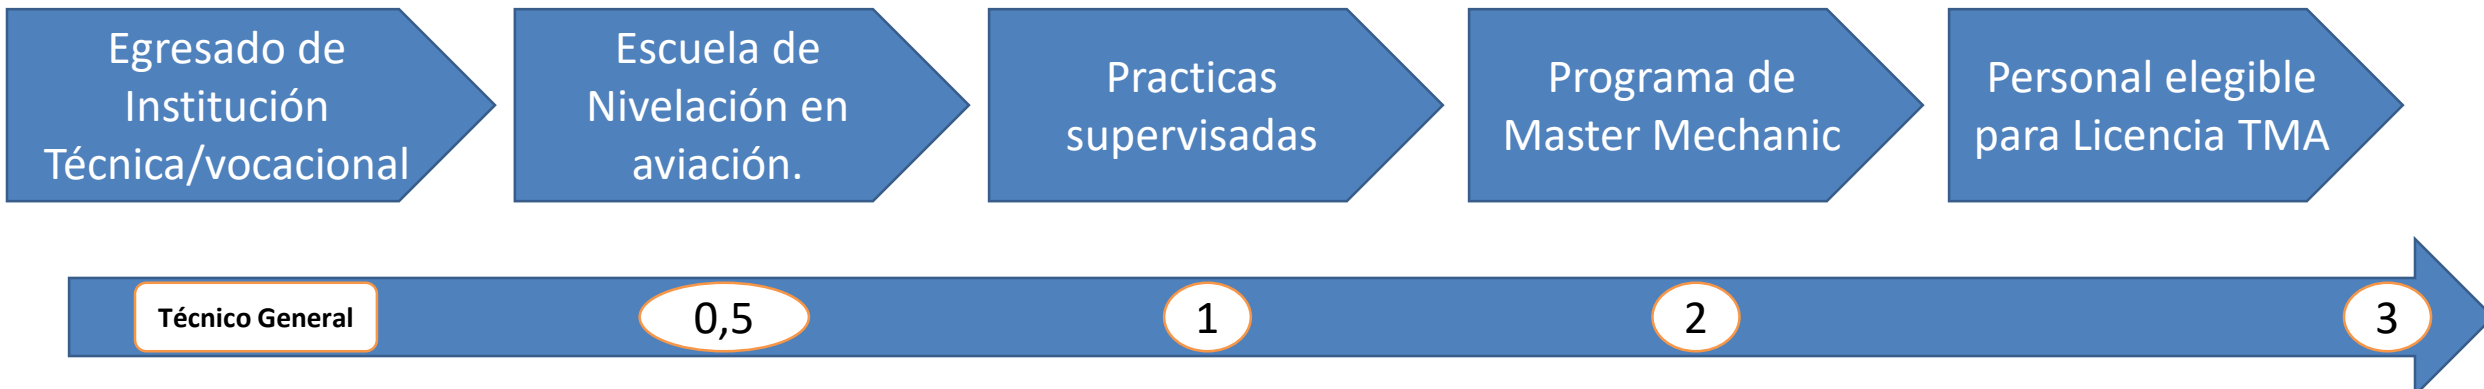 Egresado de
Institución
Técnica/vocacional
Escuela de
Nivelación en
aviación.
Practicas
supervisadas
Programa de
Master Mechanic
Personal elegible
para Licencia TMA
Técnico General
0,5
1
2
3